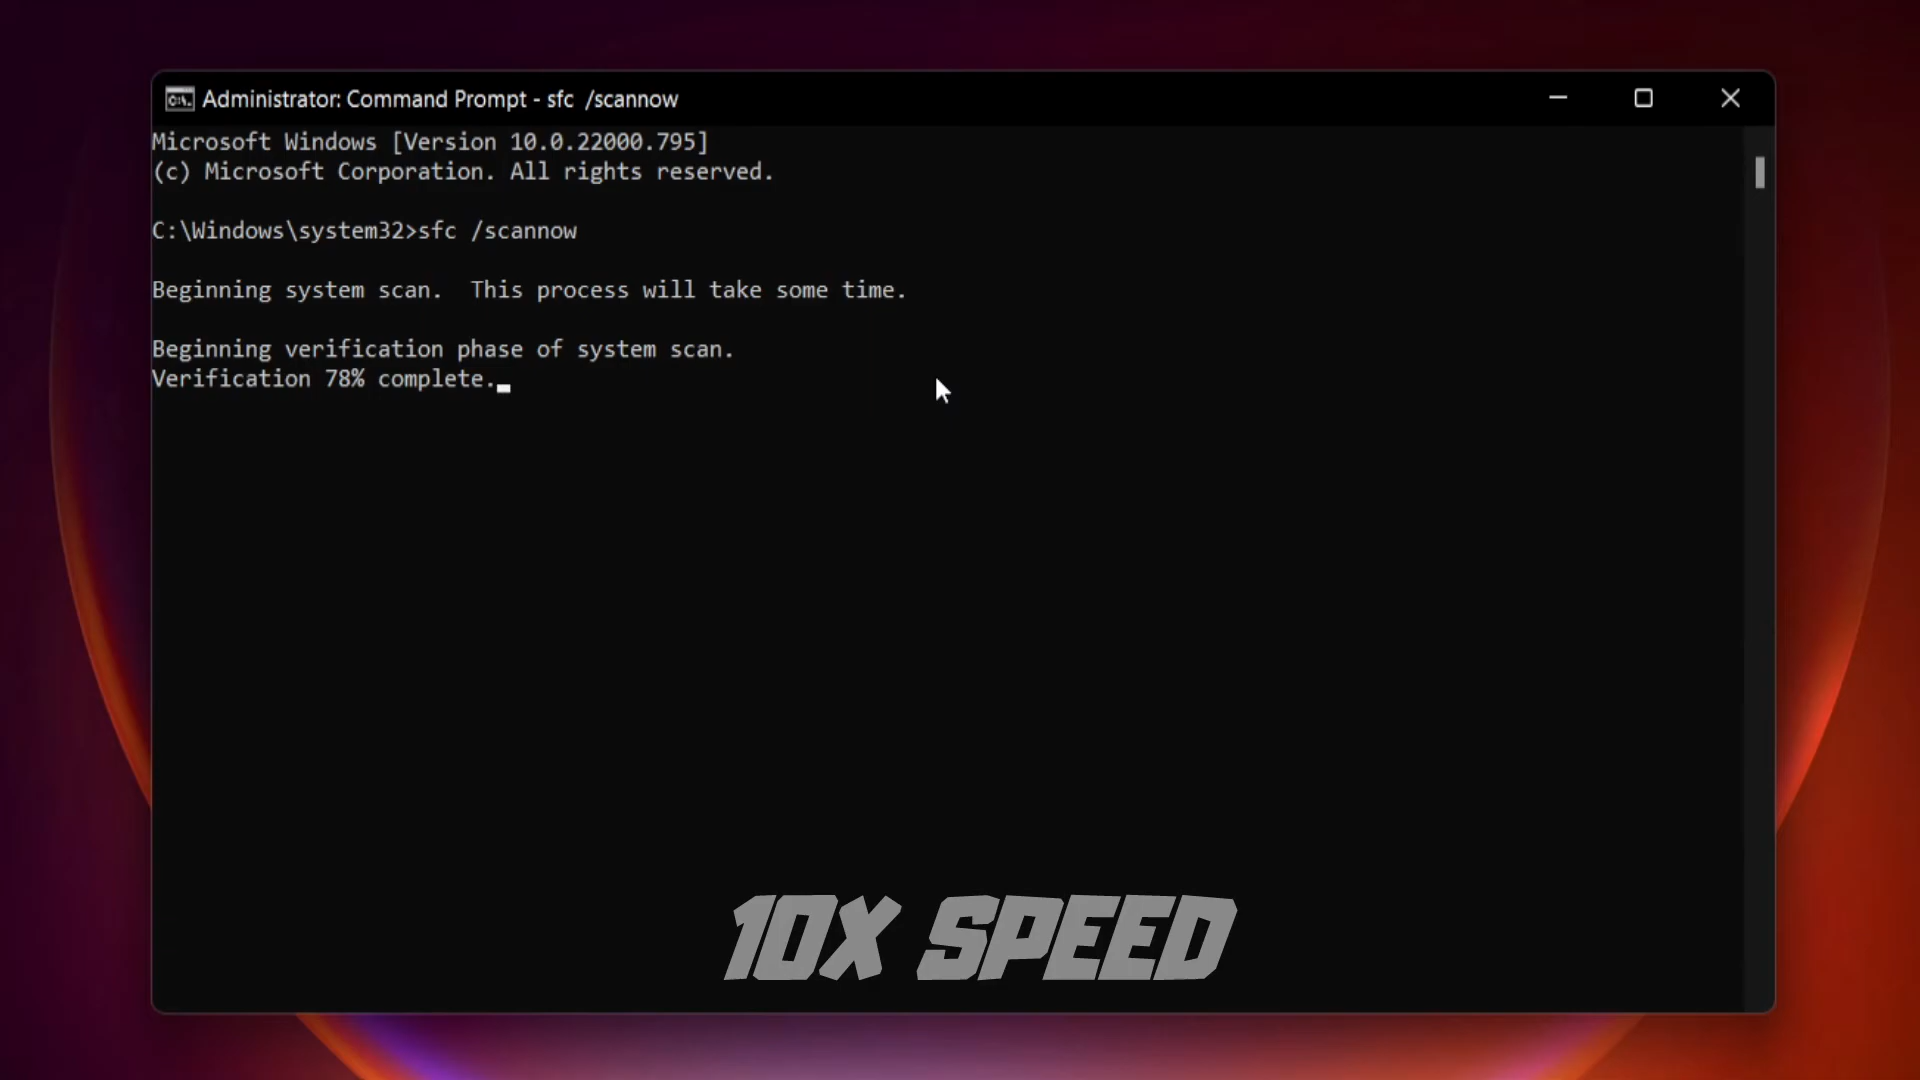 Administrator: Command Prompt - sfc  /scannow
Microsoft Windows [Version 10.0.22000.795]
(c) Microsoft Corporation. All rights reserved.
C:\Windows\system32>sfc /scannow
Beginning system scan.  This process will take some time.
Beginning verification phase of system scan.
Verification 78% complete.
10X SPEED